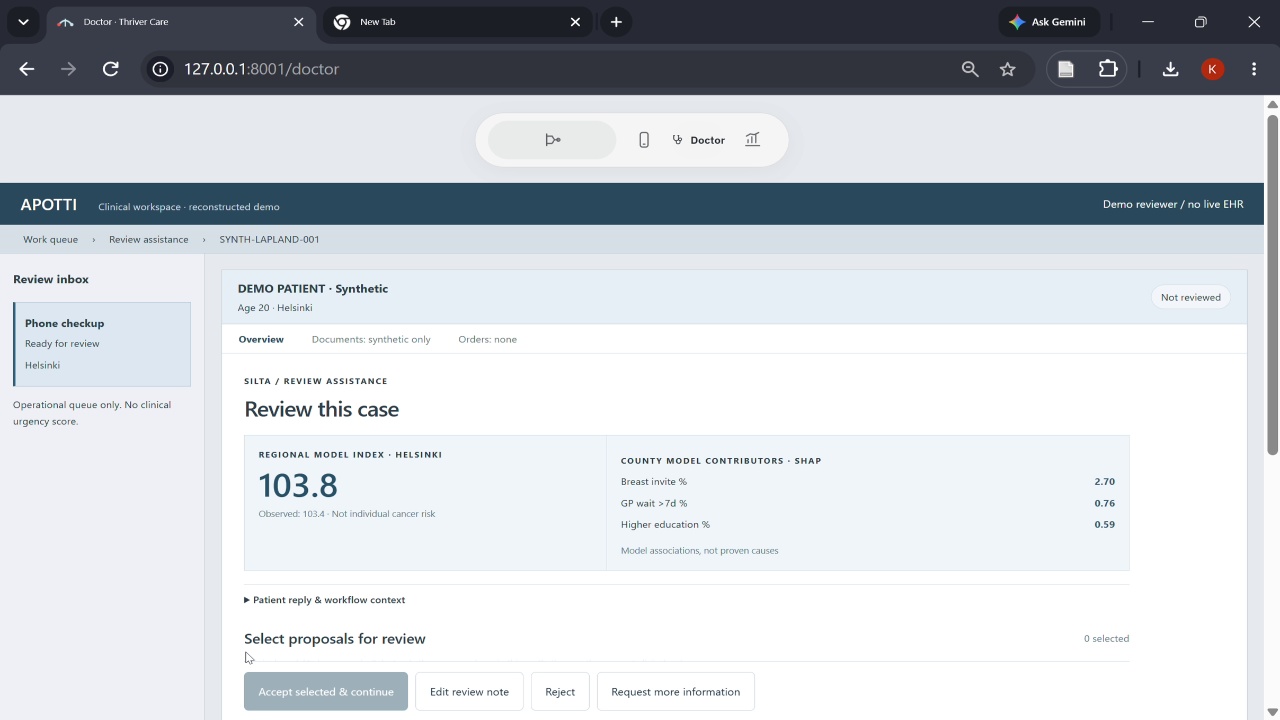 Doctor · Thriver Care
New Tab
Ask Gemini
127.0.0.1:8001/doctor
K
Doctor
APOTTI
Clinical workspace · reconstructed demo
Demo reviewer / no live EHR
Work queue › Review assistance › SYNTH-LAPLAND-001
Review inbox
Phone checkup
Ready for review
Helsinki
Operational queue only. No clinical
urgency score.
DEMO PATIENT · Synthetic
Age 20 · Helsinki
Not reviewed
Overview
Documents: synthetic only
Orders: none
SILTA / REVIEW ASSISTANCE
Review this case
REGIONAL MODEL INDEX · HELSINKI
103.8
Observed: 103.4 · Not individual cancer risk
COUNTY MODEL CONTRIBUTORS · SHAP
Breast invite % 2.70
GP wait >7d % 0.76
Higher education % 0.59
Model associations, not proven causes
Patient reply & workflow context
Select proposals for review
0 selected
Accept selected & continue
Edit review note
Reject
Request more information